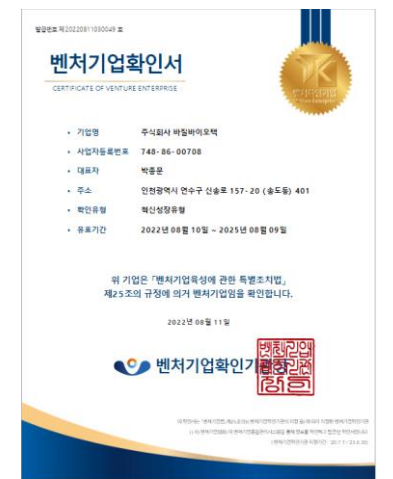 발급번호 제20220811030049 호
벤처기업확인서
CERTIFICATE OF VENTURE ENTERPRISE
벤처확인기업
• 기업명 주식회사 바질바이오텍
• 사업자등록번호 748-86-00708
• 대표자 박종문
• 주소 인천광역시 연수구 신송로 157-20 (송도동) 401
• 확인유형 혁신성장유형
• 유효기간 2022년 08월 10일 ~ 2025년 08월 09일
위 기업은 「벤처기업육성에 관한 특별조치법」
제25조의 규정에 의거 벤처기업임을 확인합니다.
2022년 08월 11일
벤처기업확인기관장